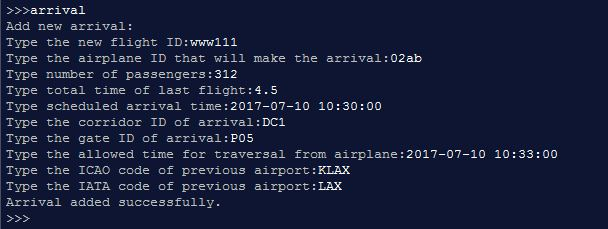 >>>arrival
Add new arrival:
Type the new flight ID:www111
Type the airplane ID that will make the arrival:02ab
Type number of passengers:312
Type total time of last flight:4.5
Type scheduled arrival time:2017-07-10 10:30:00
Type the corridor ID of arrival:DC1
Type the gate ID of arrival:P05
Type the allowed time for traversal from airplane:2017-07-10 10:33:00
Type the ICAO code of previous airport:KLAX
Type the IATA code of previous airport:LAX
Arrival added successfully.
>>>